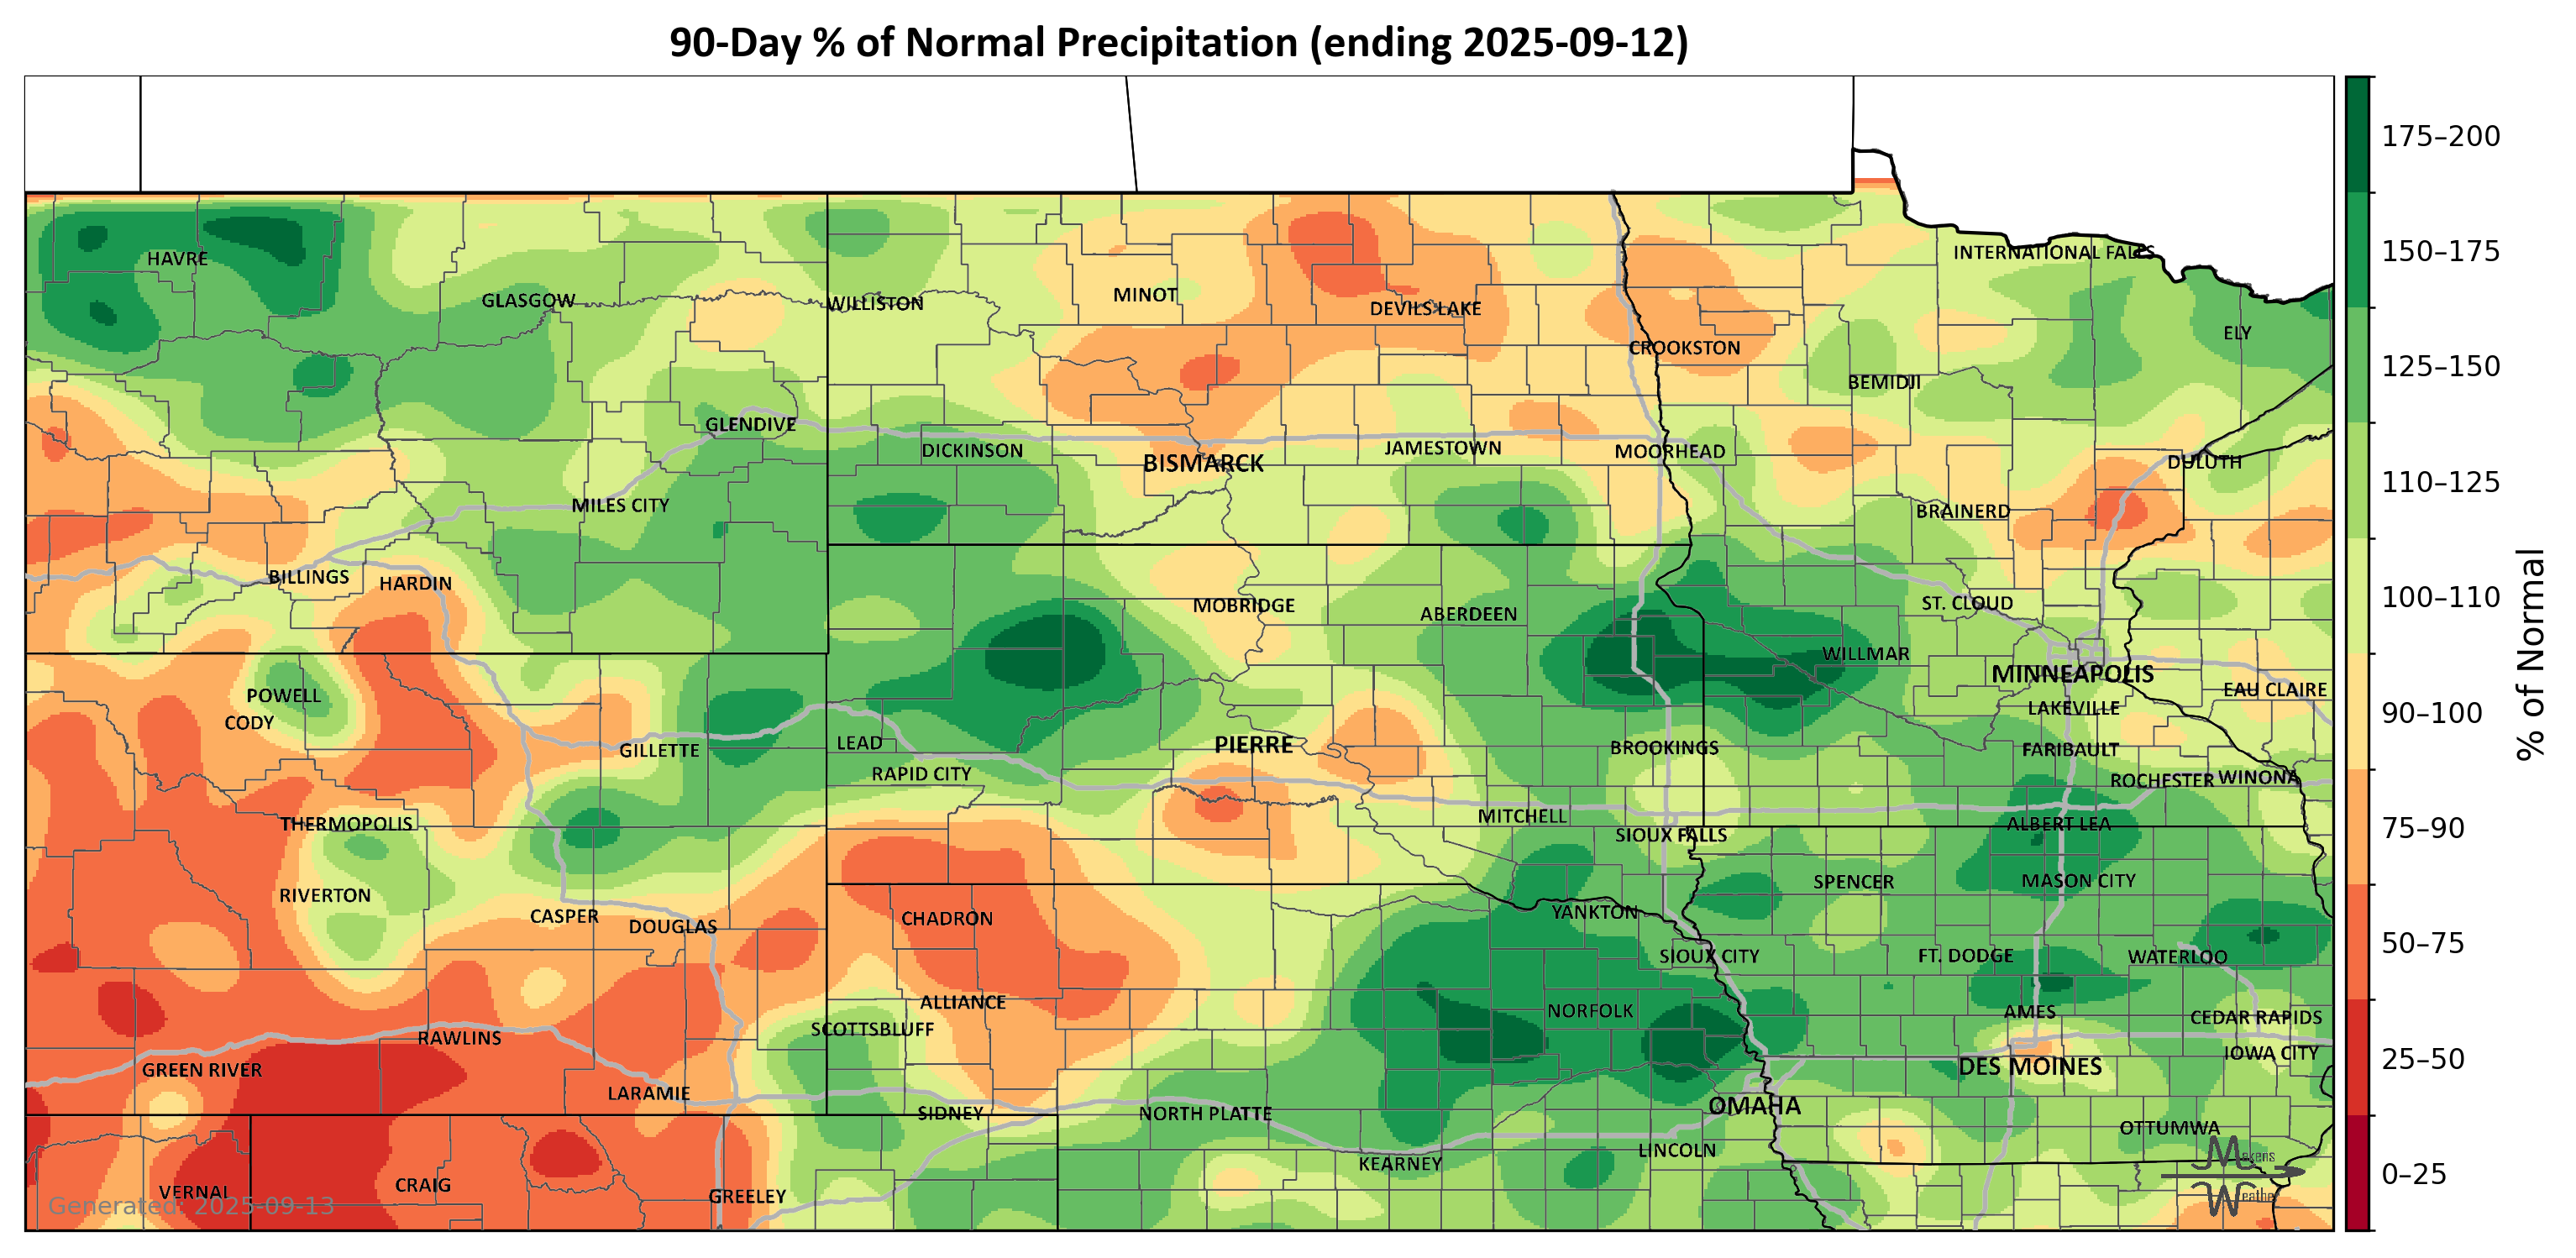 90-Day % of Normal Precipitation (ending 2025-09-12)
175–200
150–175
125–150
110–125
100–110
90–100
75–90
50–75
25–50
0–25
% of Normal
HAVRE
GLASGOW
WILLISTON
MINOT
DEVILS LAKE
CROOKSTON
INTERNATIONAL FALLS
ELY
BEMIDJI
GLENDIVE
DICKINSON
BISMARCK
JAMESTOWN
MOORHEAD
DULUTH
MILES CITY
BRAINERD
BILLINGS
HARDIN
MOBRIDGE
ABERDEEN
ST. CLOUD
WILLMAR
MINNEAPOLIS
EAU CLAIRE
POWELL
CODY
LAKEVILLE
GILLETTE
LEAD
PIERRE
BROOKINGS
FARIBAULT
RAPID CITY
ROCHESTER
WINONA
THERMOPOLIS
MITCHELL
SIOUX FALLS
ALBERT LEA
RIVERTON
SPENCER
MASON CITY
CASPER
DOUGLAS
CHADRON
YANKTON
SIOUX CITY
FT. DODGE
WATERLOO
ALLIANCE
NORFOLK
AMES
CEDAR RAPIDS
SCOTTSBLUFF
RAWLINS
IOWA CITY
GREEN RIVER
DES MOINES
LARAMIE
SIDNEY
NORTH PLATTE
OMAHA
OTTUMWA
LINCOLN
KEARNEY
VERNAL
CRAIG
GREELEY
Makens
Weather
Generated: 2025-09-13